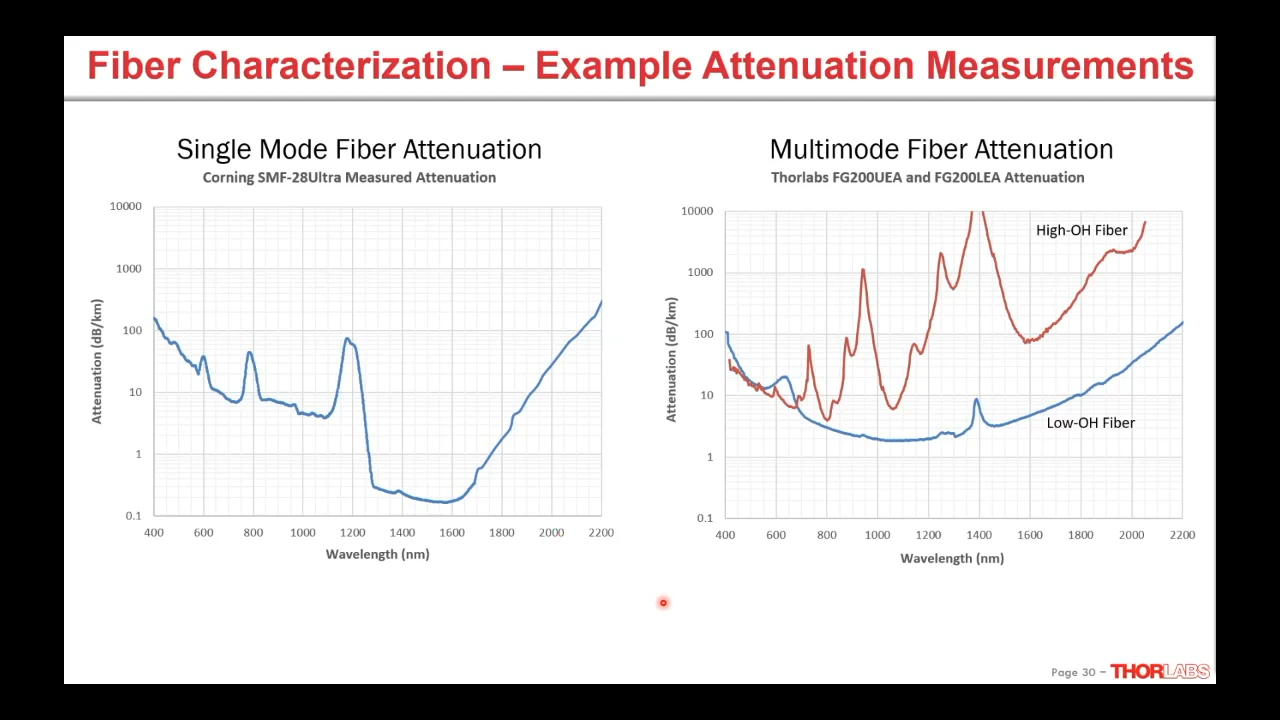 Fiber Characterization – Example Attenuation Measurements
Single Mode Fiber Attenuation
Corning SMF-28Ultra Measured Attenuation
10000
1000
100
10
1
0.1
Attenuation (dB/km)
400 600 800 1000 1200 1400 1600 1800 2000 2200
Wavelength (nm)
Multimode Fiber Attenuation
Thorlabs FG200UEA and FG200LEA Attenuation
10000
1000
100
10
1
0.1
Attenuation (dB/km)
High-OH Fiber
Low-OH Fiber
400 600 800 1000 1200 1400 1600 1800 2000 2200
Wavelength (nm)
Page 30 – THORLABS